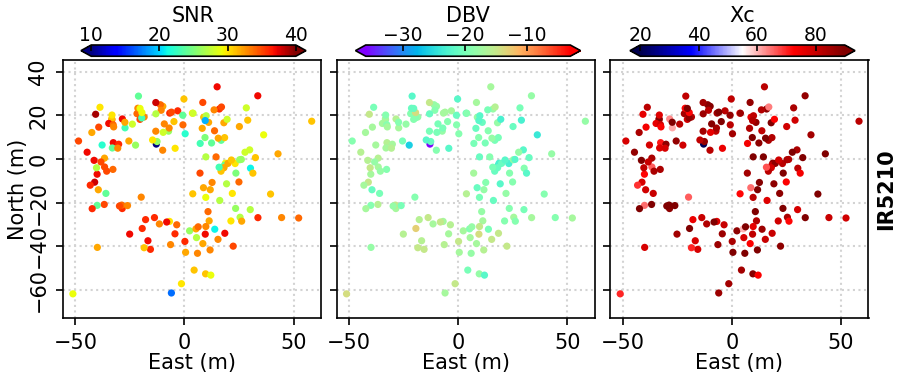 SNR DBV Xc
10 20 30 40 −30 −20 −10 20 40 60 80
40
20
0
−20
−40
−60
North (m)
−50 0 50 −50 0 50 −50 0 50
East (m) East (m) East (m)
IR5210